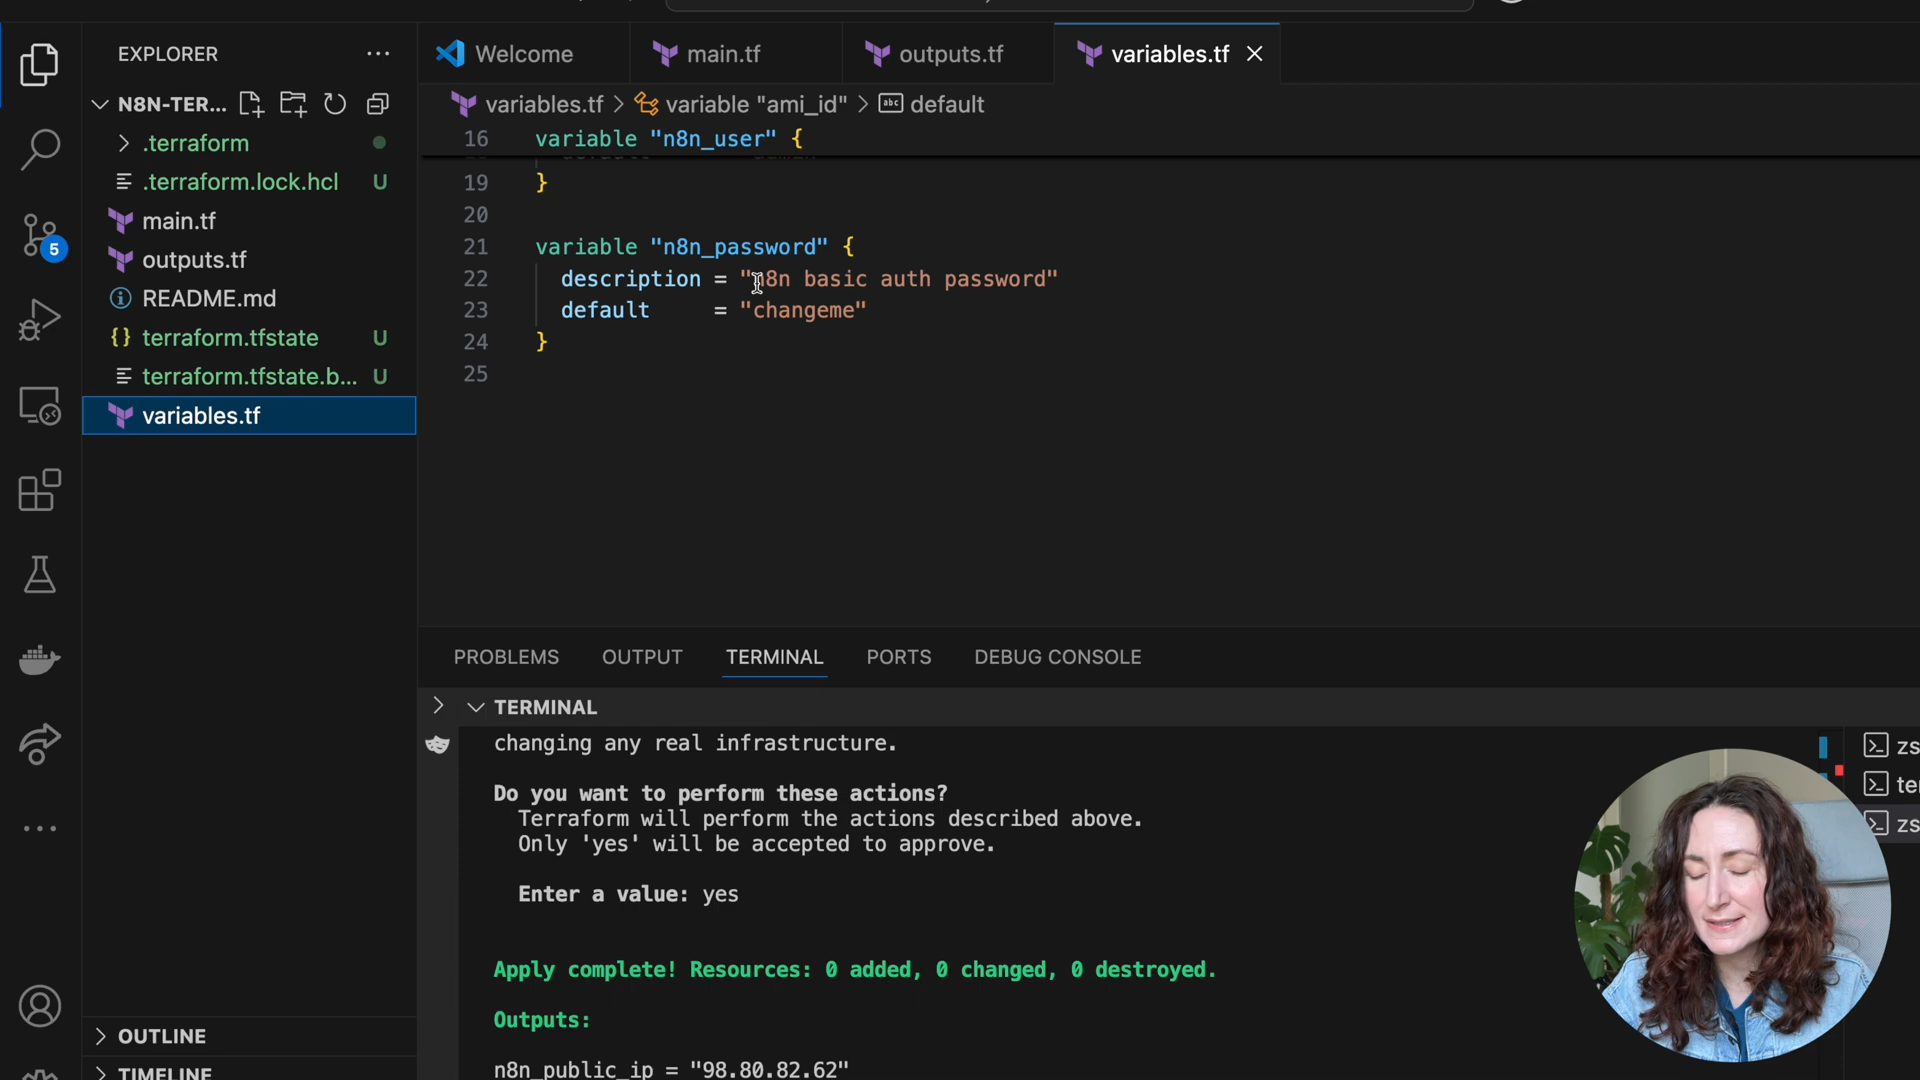 EXPLORER
Welcome
main.tf
outputs.tf
variables.tf
N8N-TER...
variables.tf > variable "ami_id" > default
.terraform
.terraform.lock.hcl U
main.tf
outputs.tf
README.md
terraform.tfstate U
terraform.tfstate.b... U
variables.tf
5
16 variable "n8n_user" {
19 }
20
21 variable "n8n_password" {
22 description = "n8n basic auth password"
23 default = "changeme"
24 }
25
PROBLEMS OUTPUT TERMINAL PORTS DEBUG CONSOLE
TERMINAL
changing any real infrastructure.
Do you want to perform these actions?
Terraform will perform the actions described above.
Only 'yes' will be accepted to approve.
Enter a value: yes
Apply complete! Resources: 0 added, 0 changed, 0 destroyed.
Outputs:
n8n_public_ip = "98.80.82.62"
zs
te
zs
OUTLINE
TIMELINE